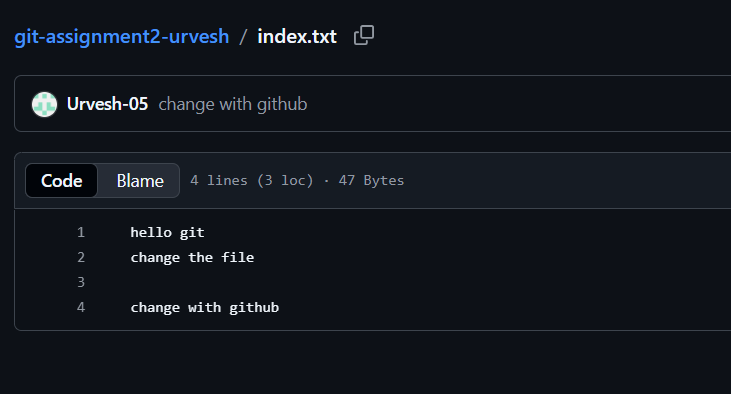 git-assignment2-urvesh / index.txt
Urvesh-05 change with github
Code Blame 4 lines (3 loc) · 47 Bytes
1 hello git
2 change the file
3
4 change with github